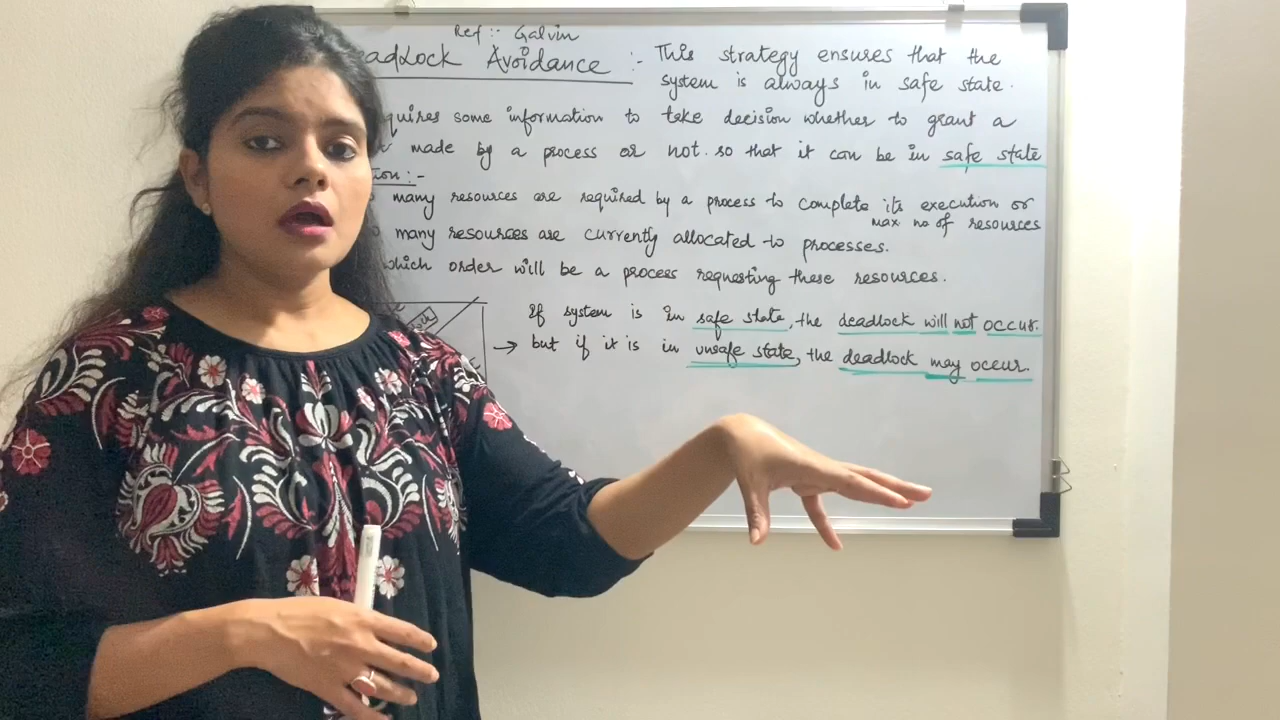 Ref :- Galvin
eadLock Avoidance :- This strategy ensures that the
system is always in safe state.
quires some information to take decision whether to grant a
made by a process or not. so that it can be in safe state
tion :-
many resources are required by a process to complete its execution or
max no of resources
many resources are currently allocated to processes.
which order will be a process requesting these resources.
If system is in safe state, the deadlock will not occur.
→ but if it is in unsafe state, the deadlock may occur.